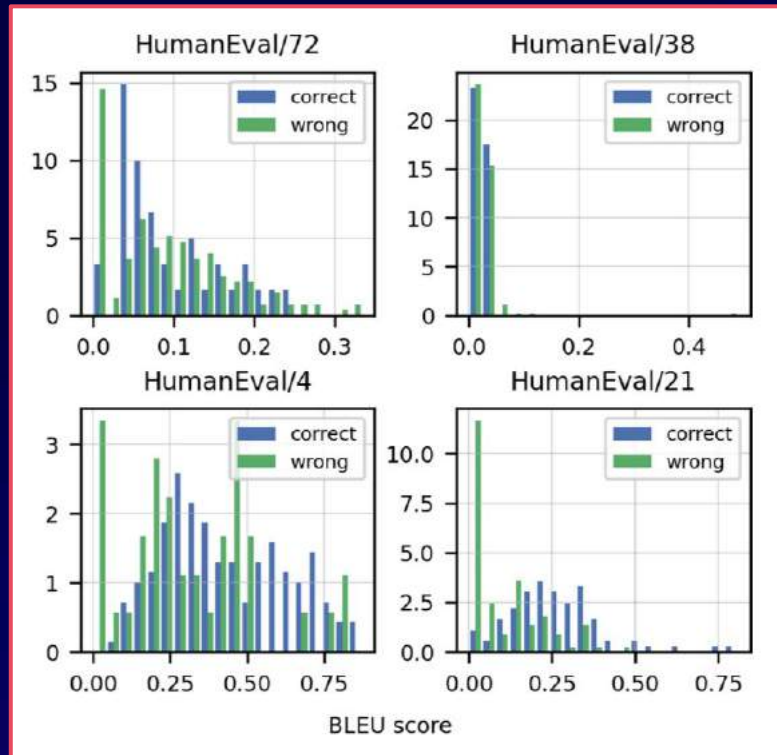 HumanEval/72
HumanEval/38
15
10
5
0
correct
wrong
0.0
0.1
0.2
0.3
20
15
10
5
0
correct
wrong
0.0
0.2
0.4
HumanEval/4
HumanEval/21
3
2
1
0
correct
wrong
0.00
0.25
0.50
0.75
10.0
7.5
5.0
2.5
0.0
correct
wrong
0.00
0.25
0.50
0.75
BLEU score